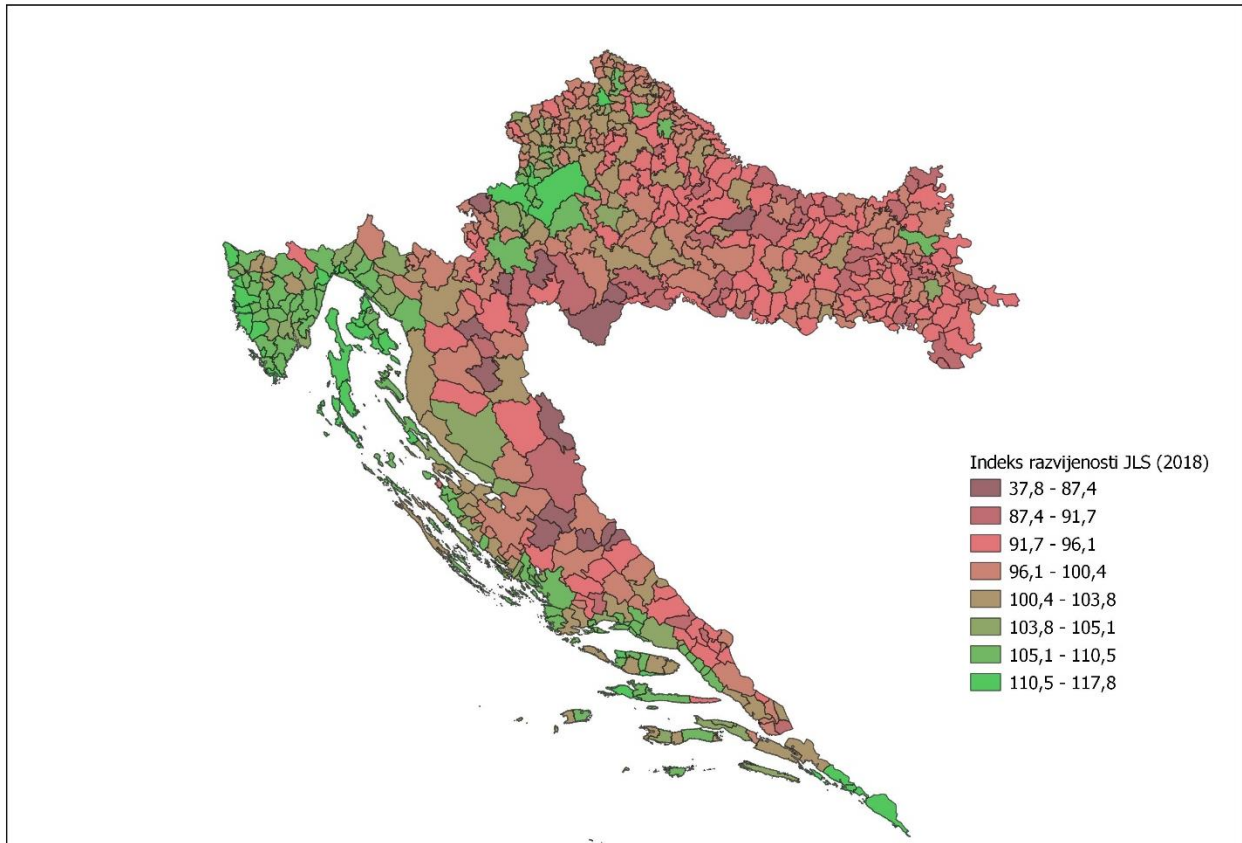 Indeks razvijenosti JLS (2018)
37,8 - 87,4
87,4 - 91,7
91,7 - 96,1
96,1 - 100,4
100,4 - 103,8
103,8 - 105,1
105,1 - 110,5
110,5 - 117,8